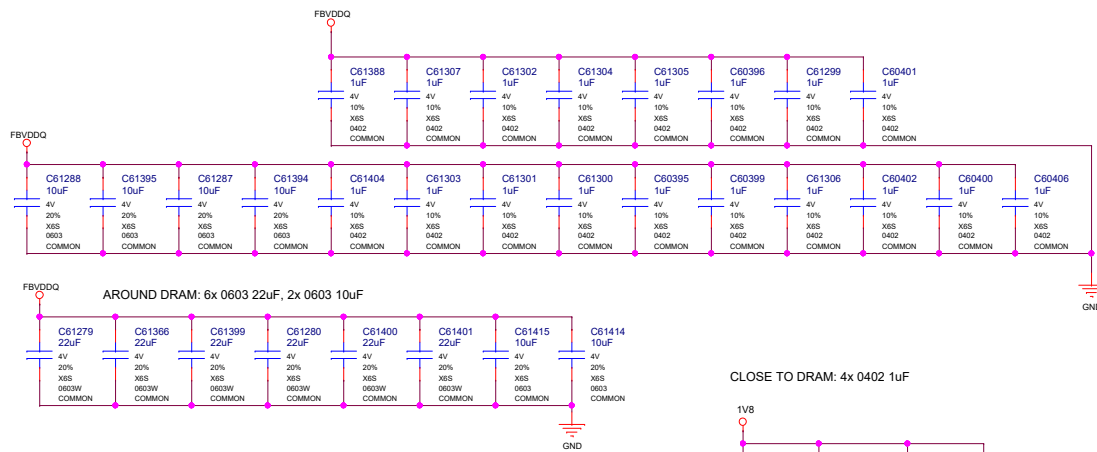 FBVDDQ
C61388 C61307 C61302 C61304 C61305 C60396 C61299 C60401
1uF 1uF 1uF 1uF 1uF 1uF 1uF 1uF
4V 4V 4V 4V 4V 4V 4V 4V
10% 10% 10% 10% 10% 10% 10% 10%
X6S X6S X6S X6S X6S X6S X6S X6S
0402 0402 0402 0402 0402 0402 0402 0402
COMMON COMMON COMMON COMMON COMMON COMMON COMMON COMMON
FBVDDQ
C61288 C61395 C61287 C61394 C61404 C61303 C61301 C61300 C60395 C60399 C61306 C60402 C60400 C60406
10uF 10uF 10uF 10uF 1uF 1uF 1uF 1uF 1uF 1uF 1uF 1uF 1uF 1uF
4V 4V 4V 4V 4V 4V 4V 4V 4V 4V 4V 4V 4V 4V
20% 20% 20% 20% 10% 10% 10% 10% 10% 10% 10% 10% 10% 10%
X6S X6S X6S X6S X6S X6S X6S X6S X6S X6S X6S X6S X6S X6S
0603 0603 0603 0603 0402 0402 0402 0402 0402 0402 0402 0402 0402 0402
COMMON COMMON COMMON COMMON COMMON COMMON COMMON COMMON COMMON COMMON COMMON COMMON COMMON COMMON
GND
FBVDDQ
AROUND DRAM: 6x 0603 22uF, 2x 0603 10uF
C61279 C61366 C61399 C61280 C61400 C61401 C61415 C61414
22uF 22uF 22uF 22uF 22uF 22uF 10uF 10uF
4V 4V 4V 4V 4V 4V 4V 4V
20% 20% 20% 20% 20% 20% 20% 20%
X6S X6S X6S X6S X6S X6S X6S X6S
0603W 0603W 0603W 0603W 0603W 0603W 0603 0603
COMMON COMMON COMMON COMMON COMMON COMMON COMMON COMMON
GND
CLOSE TO DRAM: 4x 0402 1uF
1V8